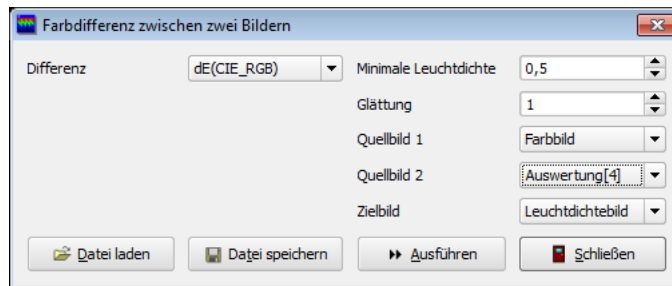 Farbdifferenz zwischen zwei Bildern
Differenz dE(CIE_RGB) Minimale Leuchtdichte 0,5
Glättung 1
Quellbild 1 Farbbild
Quellbild 2 Auswertung[4]
Zielbild Leuchtdichtebild
Datei laden Datei speichern Ausführen Schließen